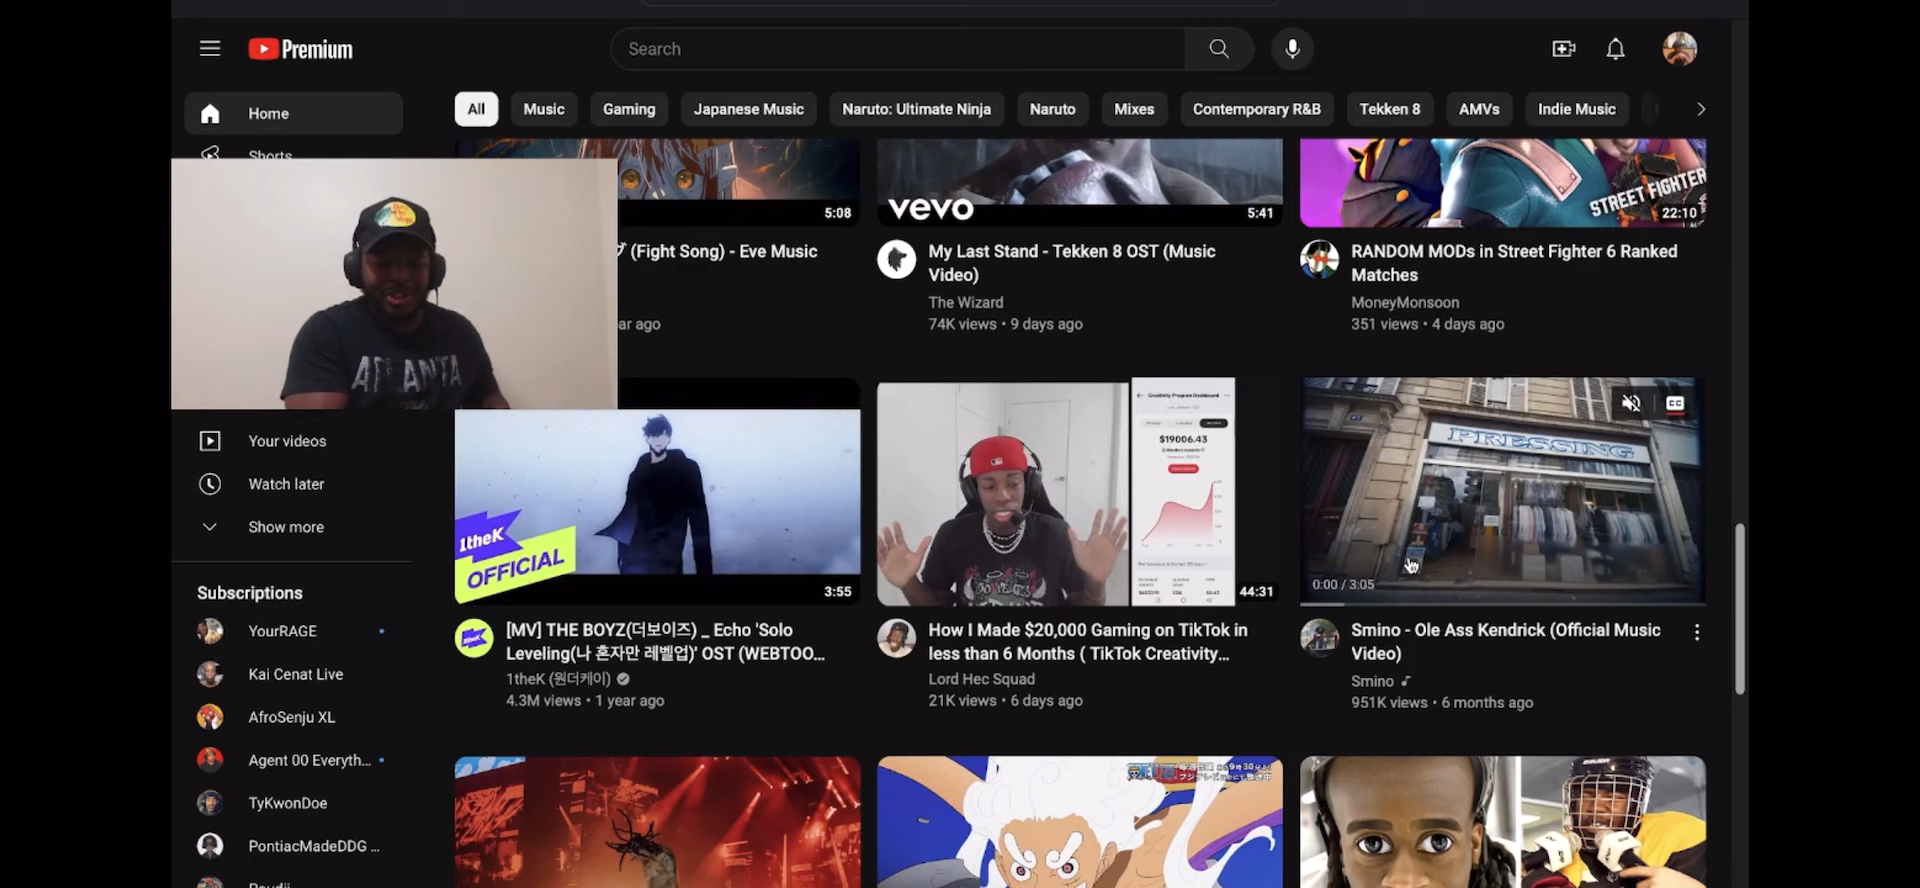 Premium
Search
Home
Shorts
Your videos
Watch later
Show more
Subscriptions
YourRAGE
Kai Cenat Live
AfroSenju XL
Agent 00 Everyth...
TyKwonDoe
PontiacMadeDDG ...
All
Music
Gaming
Japanese Music
Naruto: Ultimate Ninja
Naruto
Mixes
Contemporary R&B
Tekken 8
AMVs
Indie Music
ATLANTA
5:08
(Fight Song) - Eve Music
ar ago
vevo
5:41
My Last Stand - Tekken 8 OST (Music
Video)
The Wizard
74K views • 9 days ago
STREET FIGHTER
22:10
RANDOM MODs in Street Fighter 6 Ranked
Matches
MoneyMonsoon
351 views • 4 days ago
1theK
OFFICIAL
3:55
[MV] THE BOYZ(더보이즈) _ Echo 'Solo
Leveling(나 혼자만 레벨업)' OST (WEBTOO...
1theK (원더케이)
4.3M views • 1 year ago
Creativity Program Dashboard
$19006.43
44:31
How I Made $20,000 Gaming on TikTok in
less than 6 Months ( TikTok Creativity...
Lord Hec Squad
21K views • 6 days ago
PRESSING
CC
0:00 / 3:05
Smino - Ole Ass Kendrick (Official Music
Video)
Smino
951K views • 6 months ago